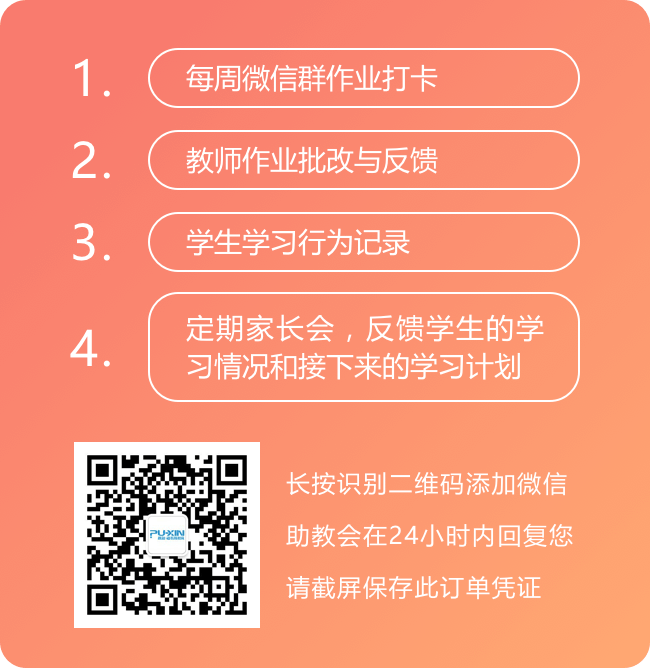 1. 每周微信群作业打卡
2. 教师作业批改与反馈
3. 学生学习行为记录
4. 定期家长会，反馈学生的学
习情况和接下来的学习计划
PUXIN
长按识别二维码添加微信
助教会在24小时内回复您
请截屏保存此订单凭证